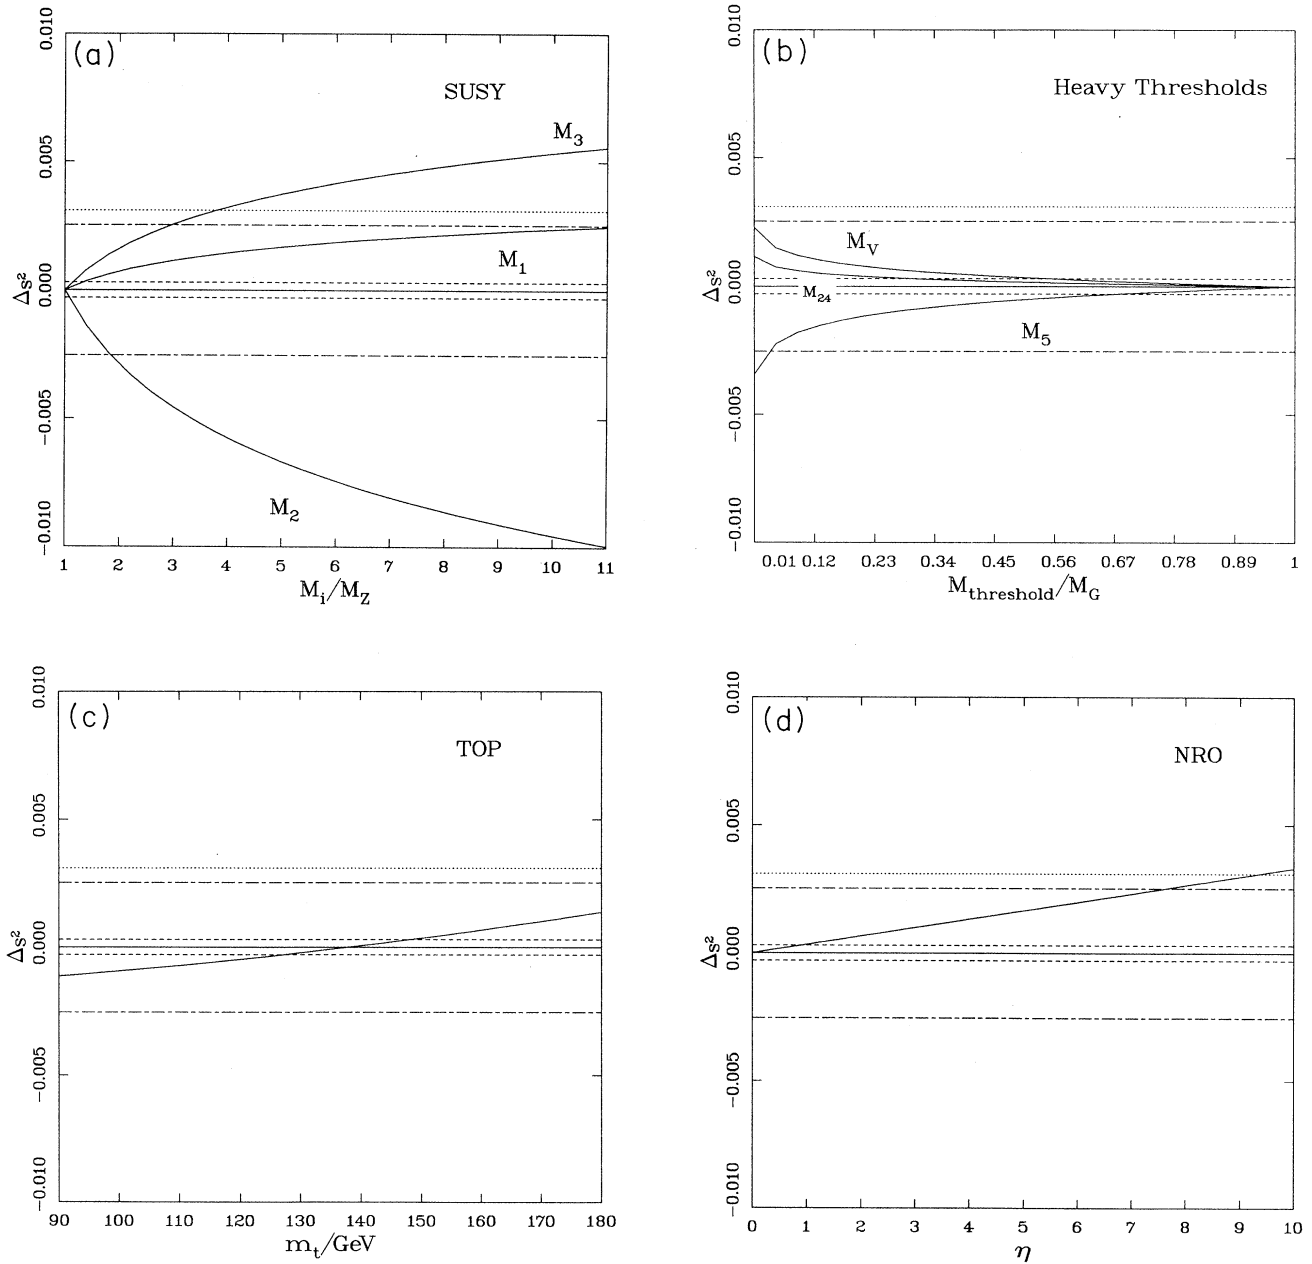 (a)
SUSY
M3
M1
M2
0.010
0.005
0.000
−0.005
−0.010
Δs²
1 2 3 4 5 6 7 8 9 10 11
Mi/MZ
(b)
Heavy Thresholds
MV
M24
M5
0.010
0.005
0.000
−0.005
−0.010
Δs²
0.01 0.12 0.23 0.34 0.45 0.56 0.67 0.78 0.89 1
Mthreshold/MG
(c)
TOP
0.010
0.005
0.000
−0.005
−0.010
Δs²
90 100 110 120 130 140 150 160 170 180
mt/GeV
(d)
NRO
0.010
0.005
0.000
−0.005
−0.010
Δs²
0 1 2 3 4 5 6 7 8 9 10
η